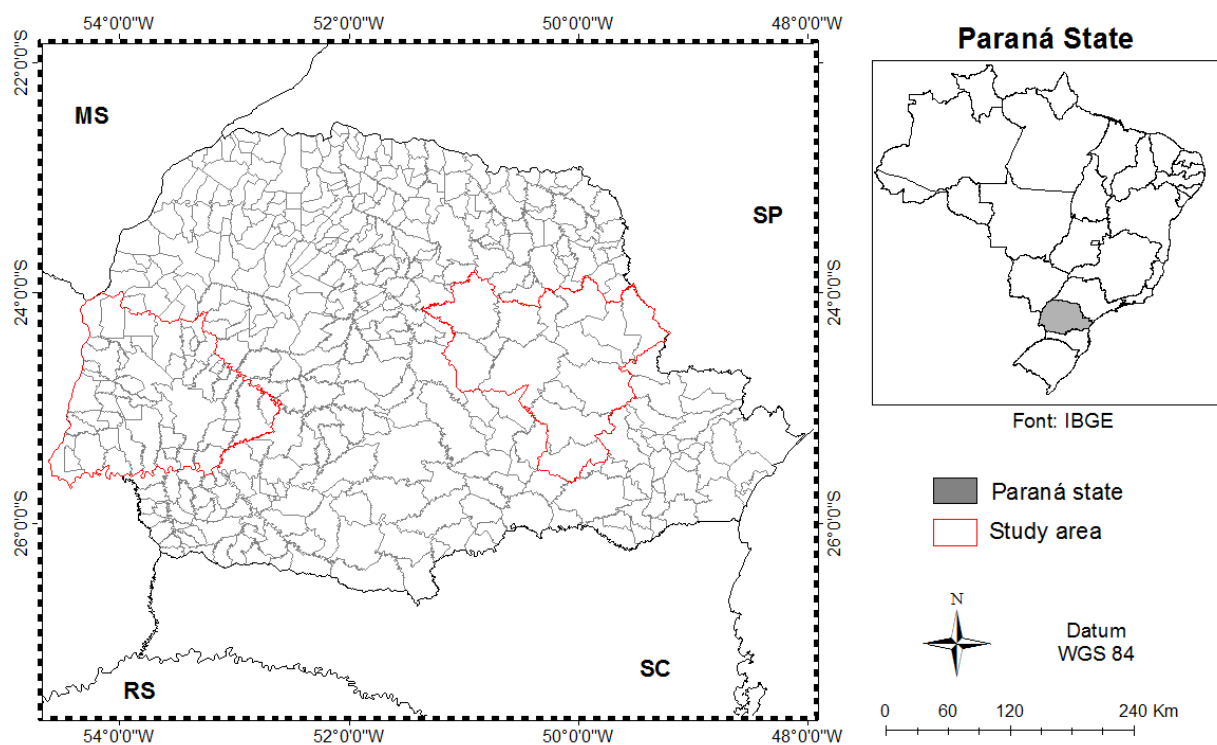 54°0'0"W 52°0'0"W 50°0'0"W 48°0'0"W
22°0'0"S
22°0'0"S
24°0'0"S
24°0'0"S
26°0'0"S
26°0'0"S
MS
SP
RS
SC
54°0'0"W 52°0'0"W 50°0'0"W 48°0'0"W
Paraná State
Font: IBGE
Paraná state
Study area
N
Datum
WGS 84
0 60 120 240 Km